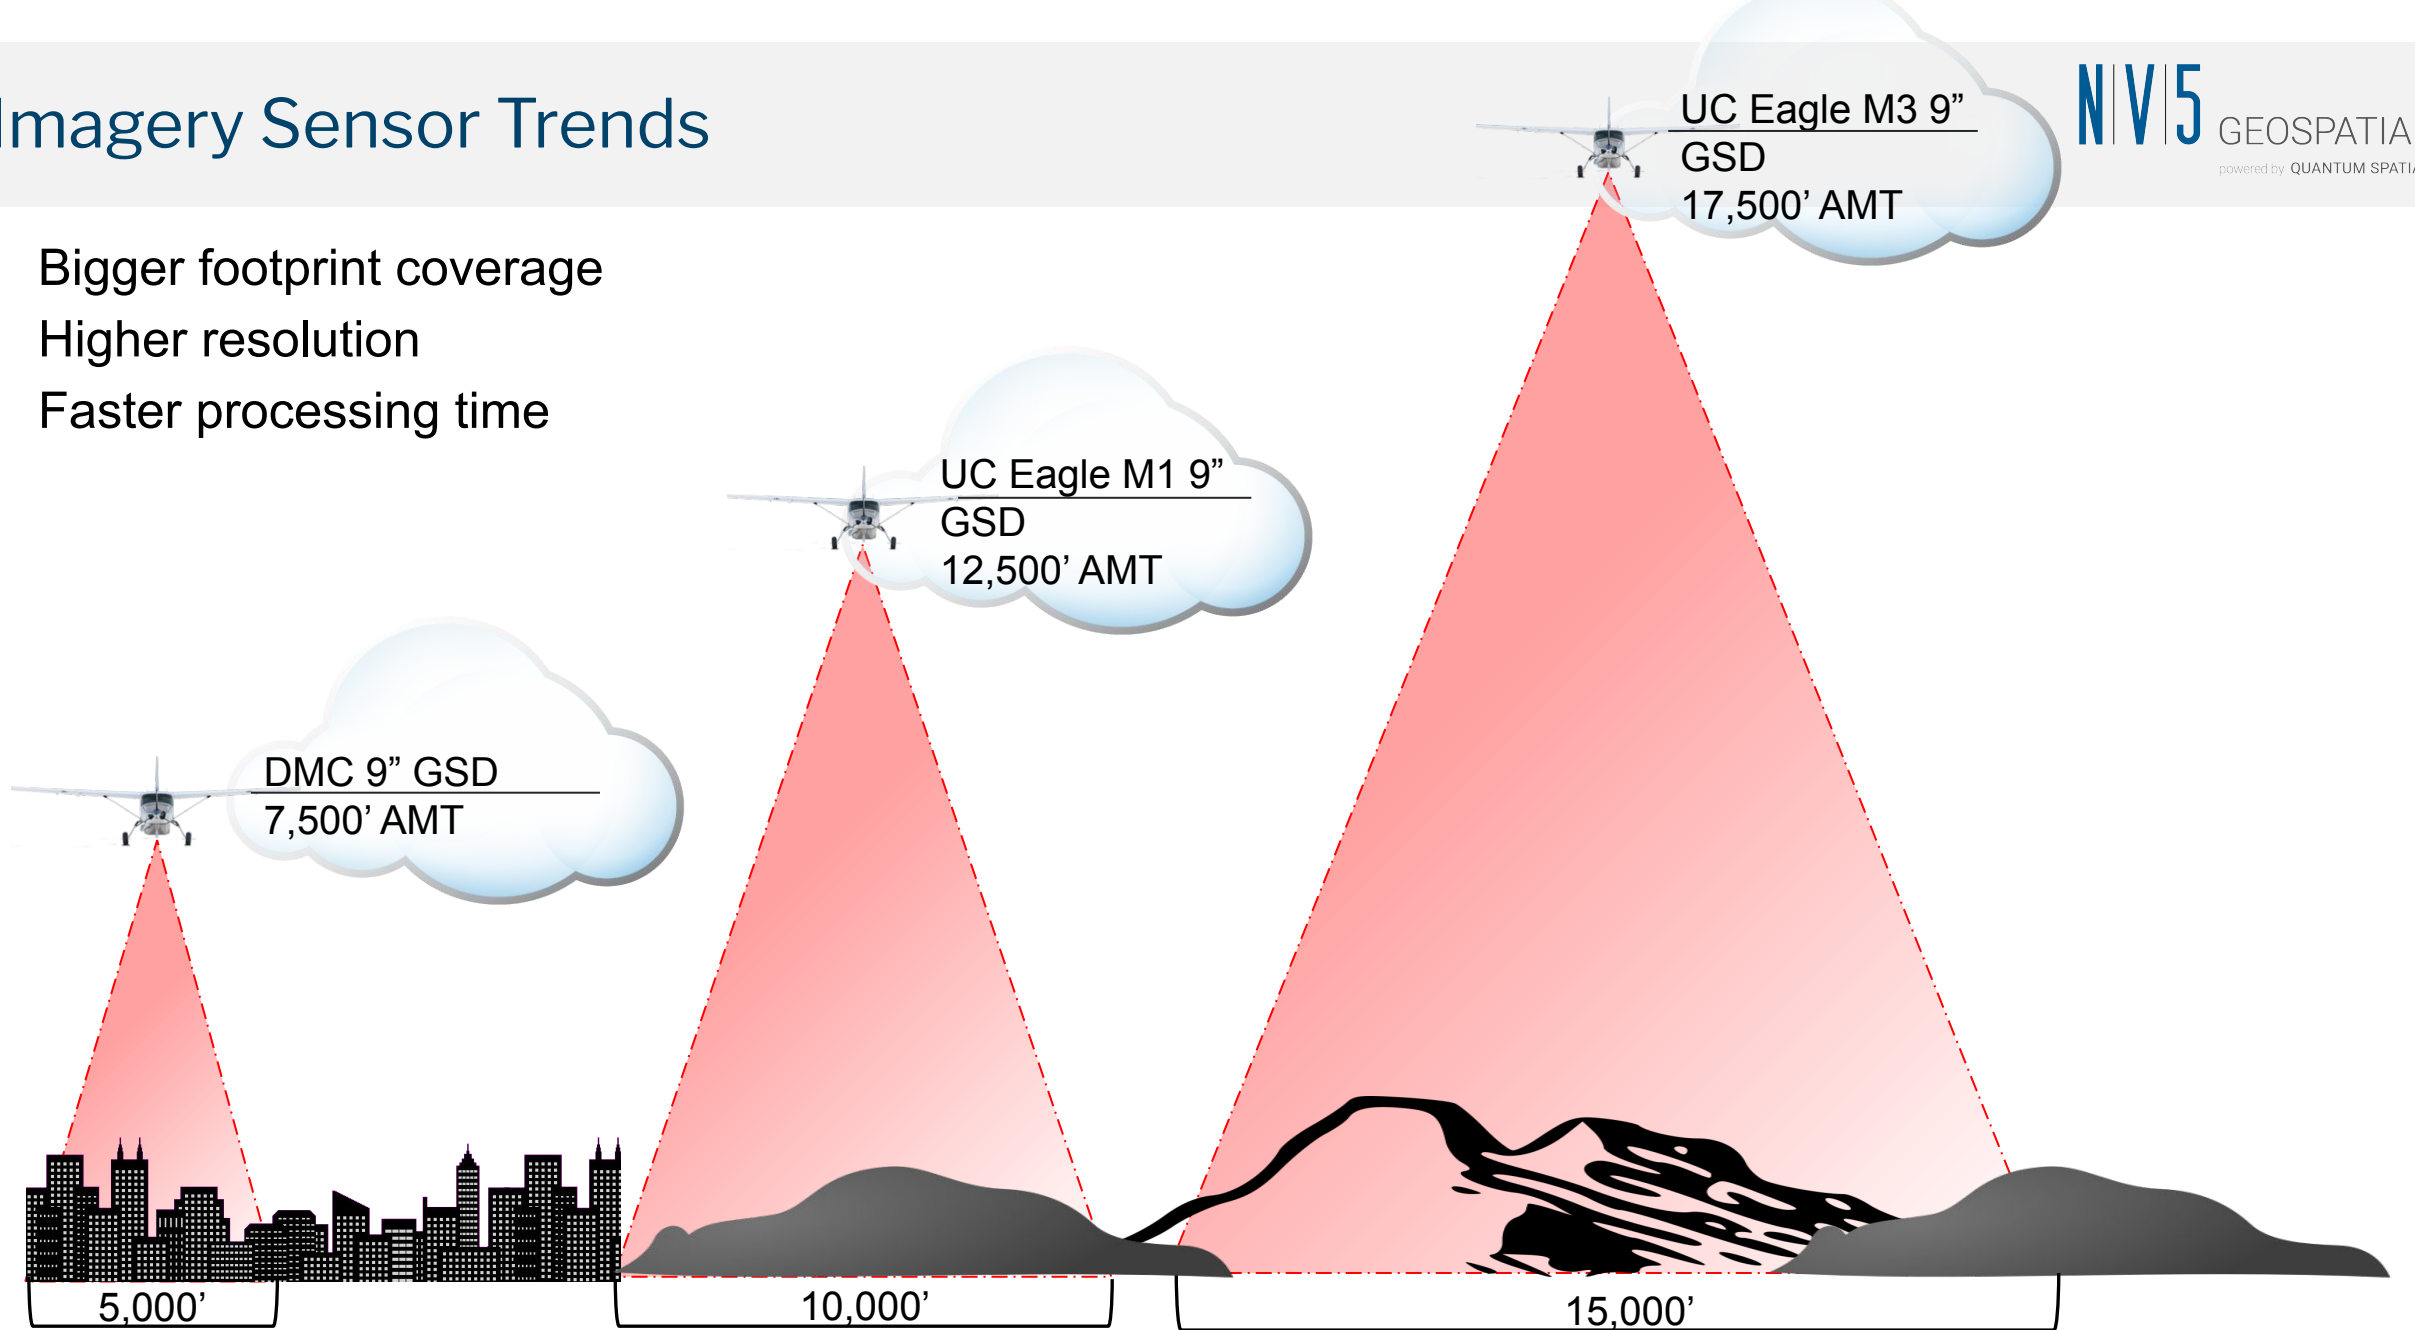 Imagery Sensor Trends
NV5 GEOSPATIA
powered by QUANTUM SPATIA
Bigger footprint coverage
Higher resolution
Faster processing time
UC Eagle M3 9”
GSD
17,500’ AMT
UC Eagle M1 9”
GSD
12,500’ AMT
DMC 9” GSD
7,500’ AMT
5,000’
10,000’
15,000’